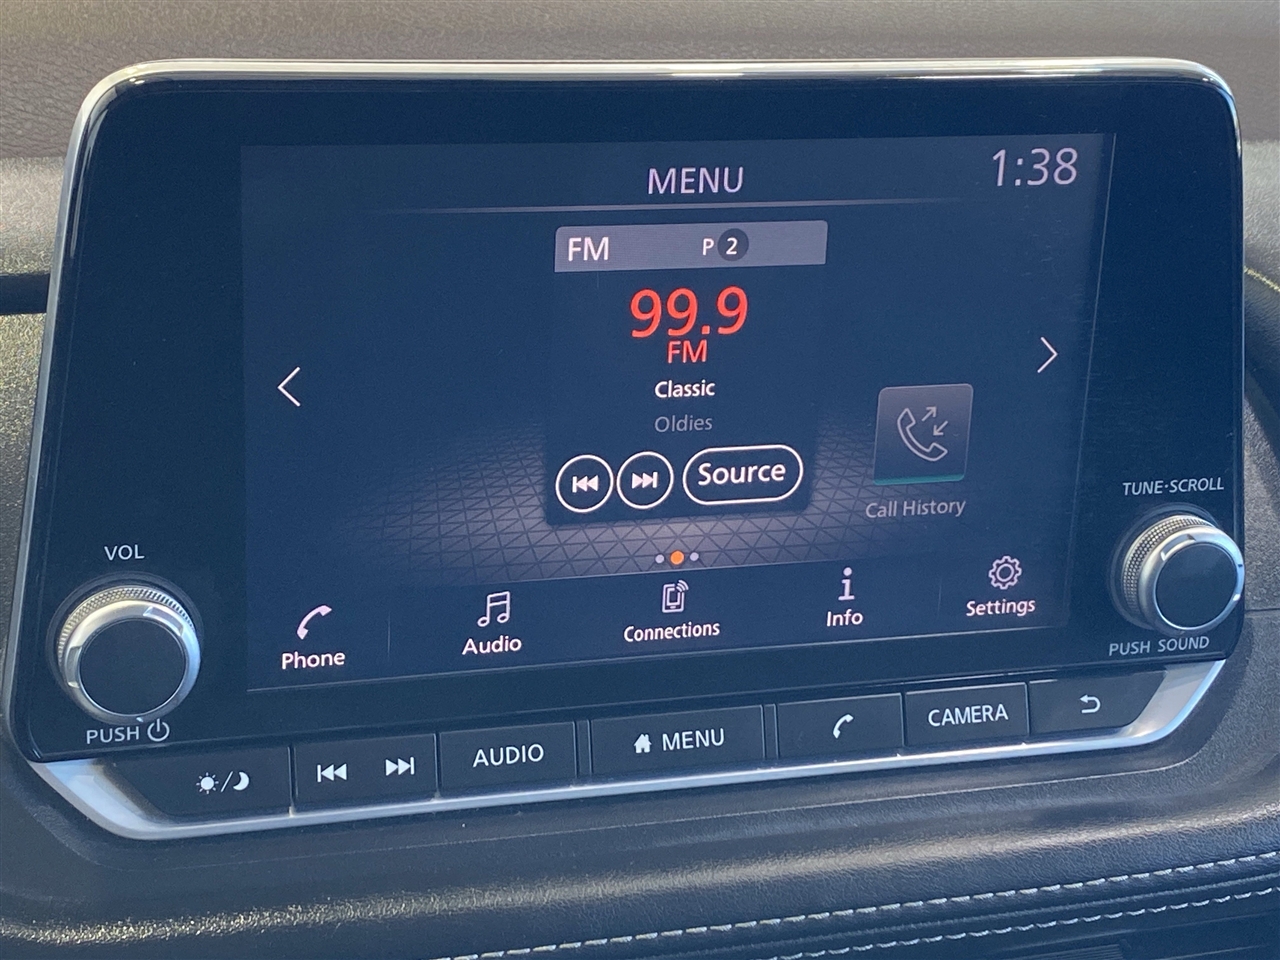 MENU
1:38
FM P 2
99.9
FM
Classic
Oldies
Source
Call History
TUNE·SCROLL
VOL
Phone
Audio
Connections
Info
Settings
PUSH SOUND
PUSH
AUDIO
MENU
CAMERA